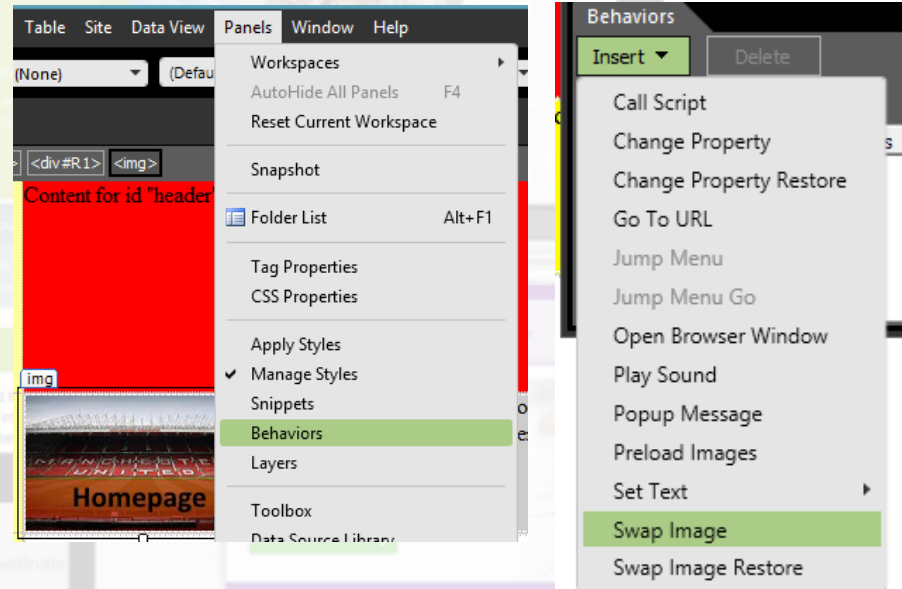 Table Site Data View Panels Window Help
(None) (Defau
Workspaces
AutoHide All Panels F4
Reset Current Workspace
<div#R1> <img>
Snapshot
Content for id "header"
Folder List Alt+F1
Tag Properties
CSS Properties
Apply Styles
img
Manage Styles
Snippets
Behaviors
Layers
MANCHESTER
UNITED
Homepage
Toolbox
Data Source Library
Behaviors
Insert Delete
Call Script
Change Property
Change Property Restore
Go To URL
Jump Menu
Jump Menu Go
Open Browser Window
Play Sound
Popup Message
Preload Images
Set Text
Swap Image
Swap Image Restore